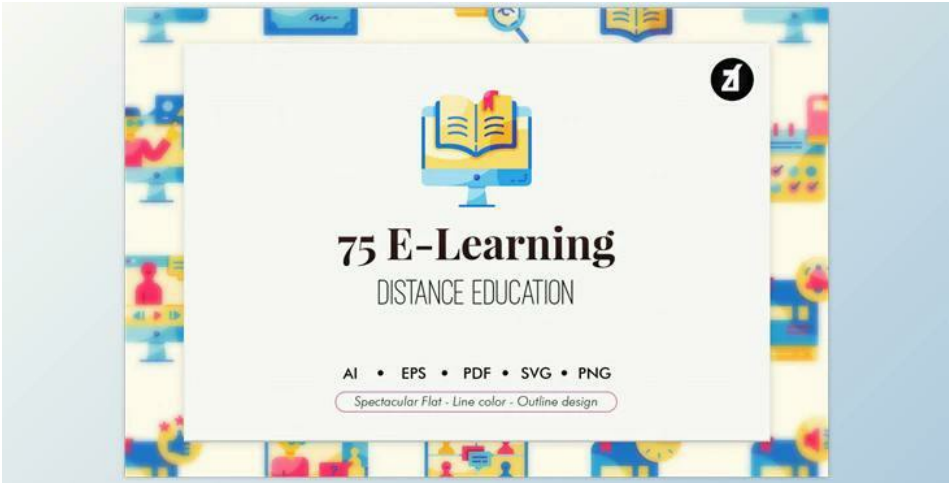 75 E-Learning
DISTANCE EDUCATION
AI • EPS • PDF • SVG • PNG
Spectacular Flat - Line color - Outline design